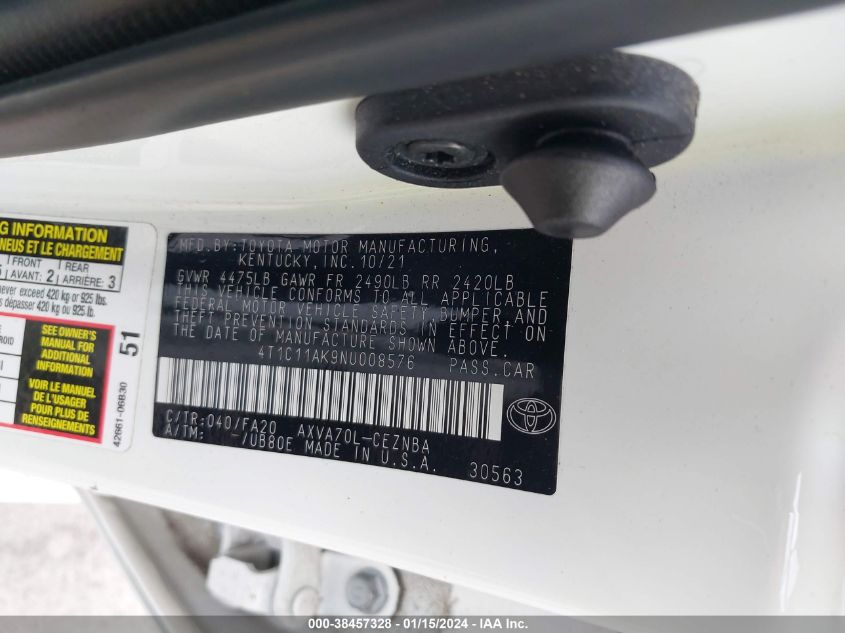 G INFORMATION
NEUS ET LE CHARGEMENT
FRONT
REAR
AVANT: 2
ARRIÈRE: 3
never exceed 420 kg or 925 lbs.
dépasser 420 kg ou 925 lb.
SEE OWNER'S
MANUAL FOR
ADDITIONAL
INFORMATION
VOIR LE MANUEL
DE L'USAGER
POUR PLUS DE
RENSEIGNEMENTS
51
42661-06B30
MFD.BY:TOYOTA MOTOR MANUFACTURING,
KENTUCKY, INC. 10/21
GVWR 4475LB GAWR FR 2490LB RR 2420LB
THIS VEHICLE CONFORMS TO ALL APPLICABLE
FEDERAL MOTOR VEHICLE SAFETY, BUMPER, AND
THEFT PREVENTION STANDARDS IN EFFECT ON
THE DATE OF MANUFACTURE SHOWN ABOVE.
4T1C11AK9NU008576 PASS.CAR
C/TR:040/FA20 AXVA70L-CEZNBA
A/TM: -/UB80E MADE IN U.S.A.
30563
000-38457328 - 01/15/2024 - IAA Inc.